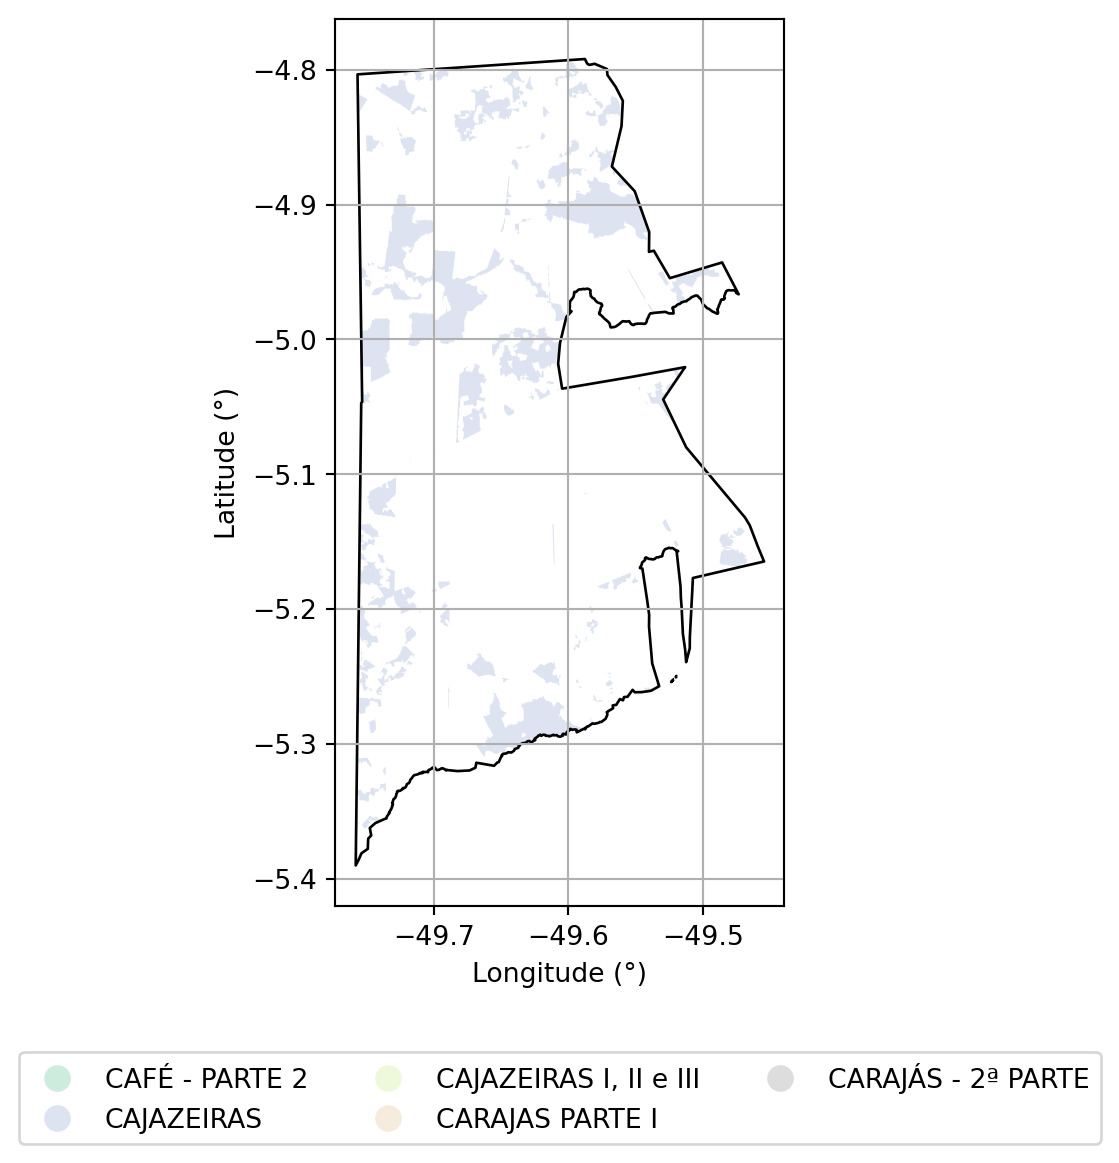 −4.8
−4.9
−5.0
−5.1
−5.2
−5.3
−5.4
Latitude (°)
−49.7 −49.6 −49.5
Longitude (°)
CAFÉ - PARTE 2 CAJAZEIRAS I, II e III CARAJÁS - 2ª PARTE
CAJAZEIRAS CARAJAS PARTE I